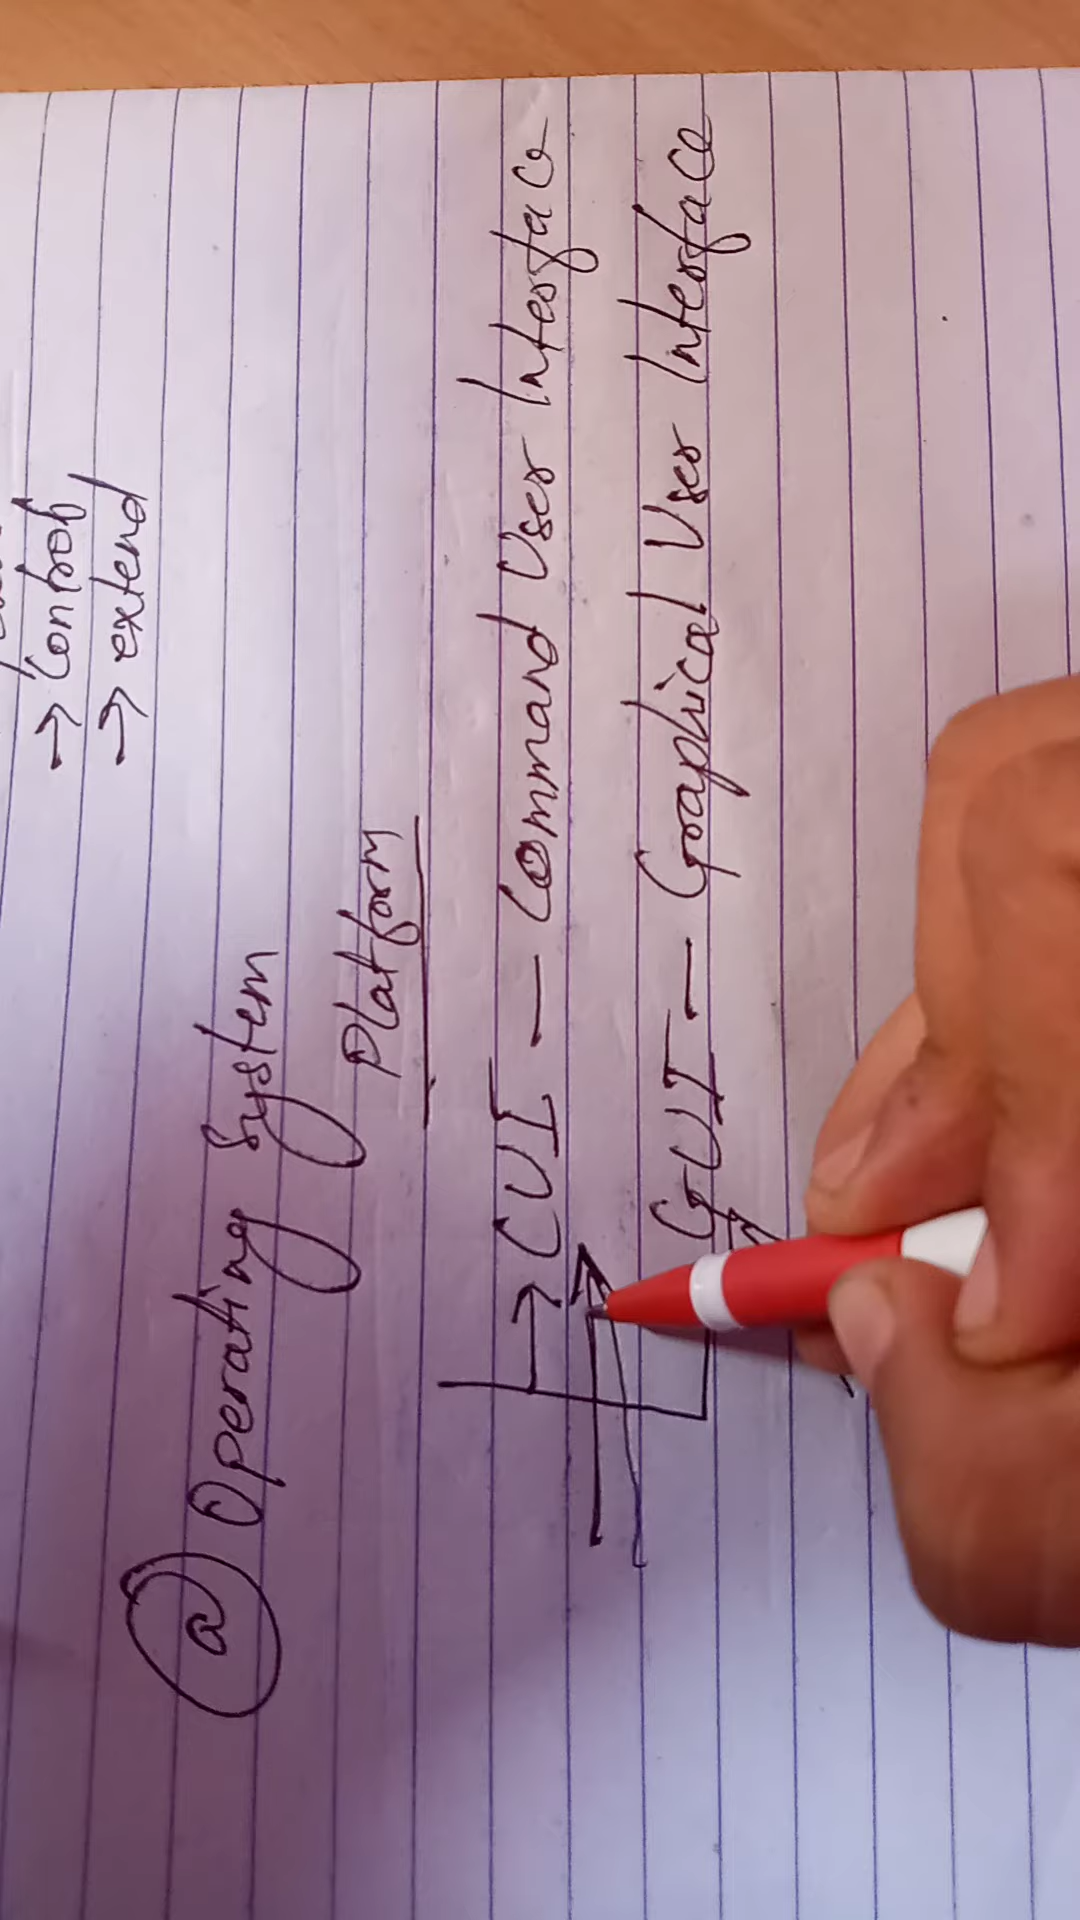 → Control
→ extend
a Operating System
Platform
→ CUI - Command User Interface
GUI - Graphical User Interface